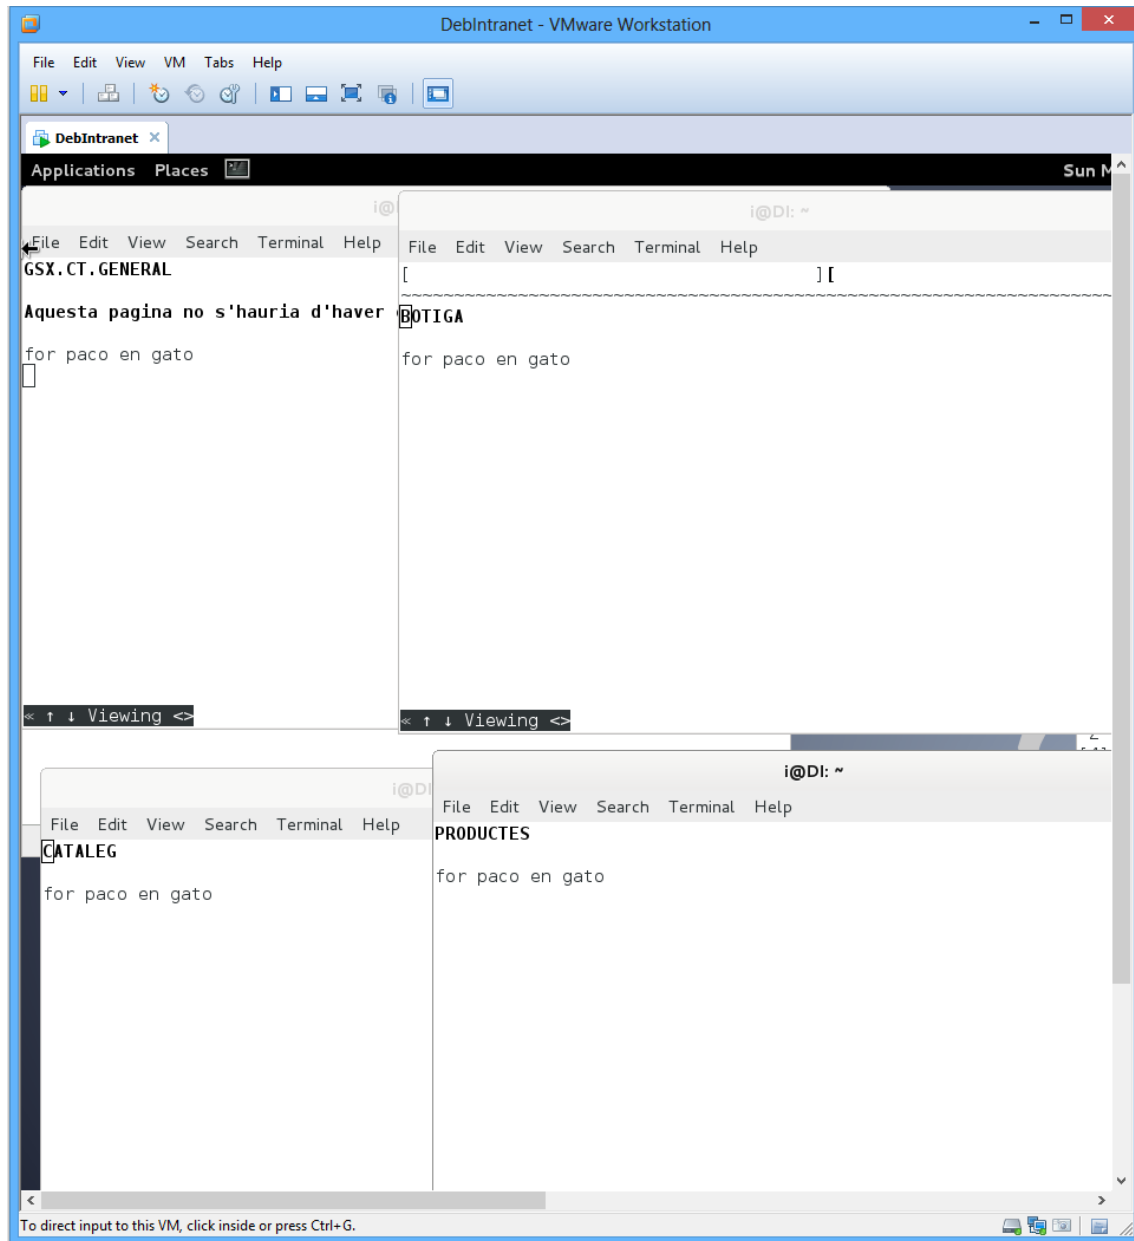 DebIntranet - VMware Workstation
File Edit View VM Tabs Help
DebIntranet
Applications Places
Sun
i@
i@DI: ~
File Edit View Search Terminal Help
File Edit View Search Terminal Help
GSX.CT.GENERAL
[ ][
~~~~~~~~~~~~~~~~~~~~~~~~~~~~~~~~~~~~~~~~~~~~~~~~~~~~~~~~~~~~~~~~~~~
Aquesta pagina no s'hauria d'haver
BOTIGA
for paco en gato
for paco en gato
« ↑ ↓ Viewing <>
« ↑ ↓ Viewing <>
i@DI: ~
i@DI
File Edit View Search Terminal Help
File Edit View Search Terminal Help
PRODUCTES
CATALEG
for paco en gato
for paco en gato
To direct input to this VM, click inside or press Ctrl+G.